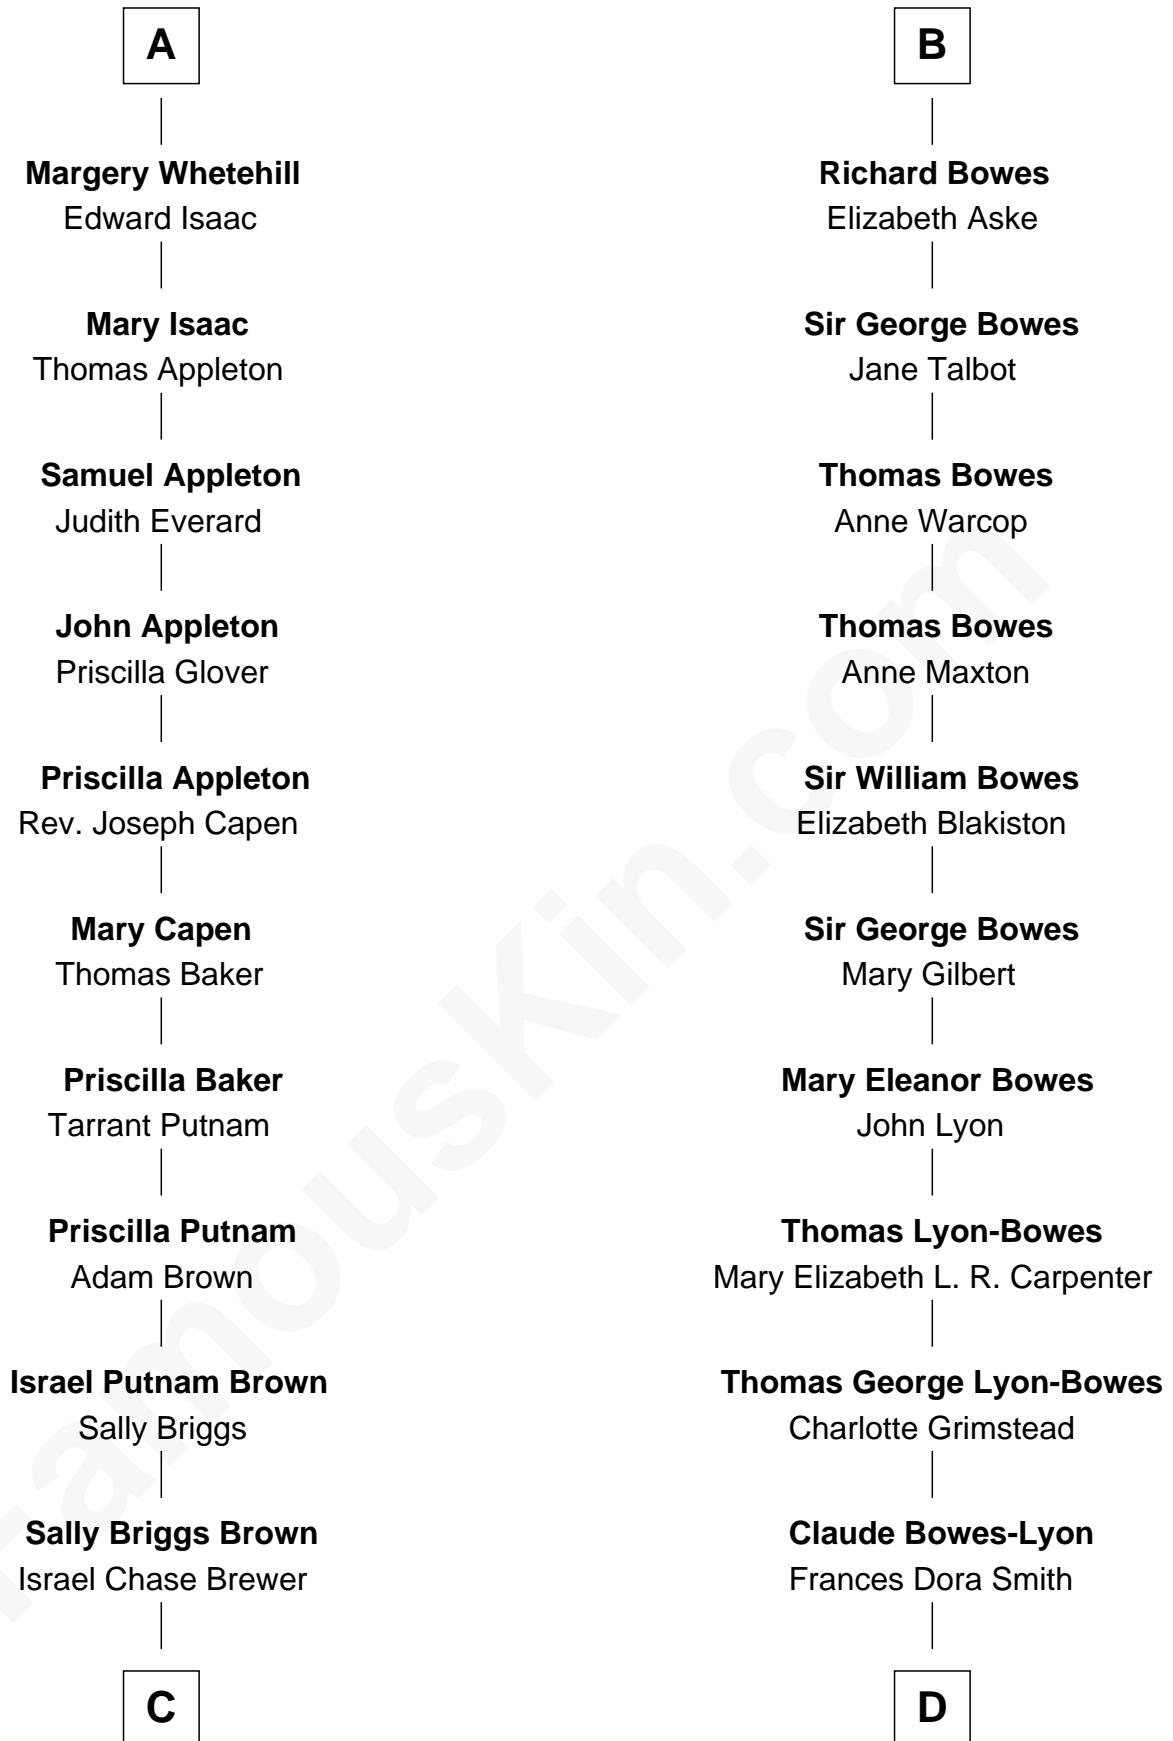 A
Margery Whetehill
Edward Isaac
Mary Isaac
Thomas Appleton
Samuel Appleton
Judith Everard
John Appleton
Priscilla Glover
Priscilla Appleton
Rev. Joseph Capen
Mary Capen
Thomas Baker
Priscilla Baker
Tarrant Putnam
Priscilla Putnam
Adam Brown
Israel Putnam Brown
Sally Briggs
Sally Briggs Brown
Israel Chase Brewer
C
B
Richard Bowes
Elizabeth Aske
Sir George Bowes
Jane Talbot
Thomas Bowes
Anne Warcop
Thomas Bowes
Anne Maxton
Sir William Bowes
Elizabeth Blakiston
Sir George Bowes
Mary Gilbert
Mary Eleanor Bowes
John Lyon
Thomas Lyon-Bowes
Mary Elizabeth L. R. Carpenter
Thomas George Lyon-Bowes
Charlotte Grimstead
Claude Bowes-Lyon
Frances Dora Smith
D
FamousKin.com